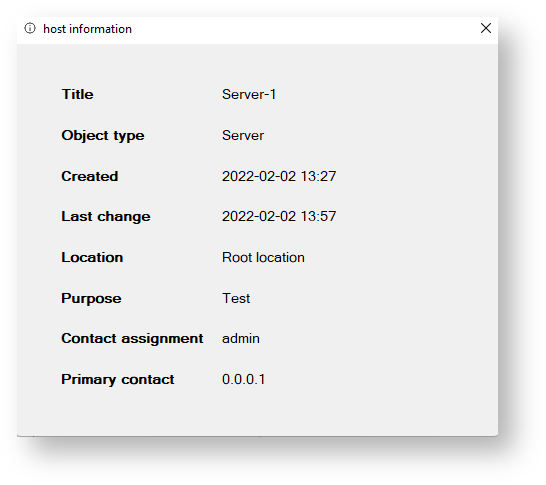 host information
Title Server-1
Object type Server
Created 2022-02-02 13:27
Last change 2022-02-02 13:57
Location Root location
Purpose Test
Contact assignment admin
Primary contact 0.0.0.1